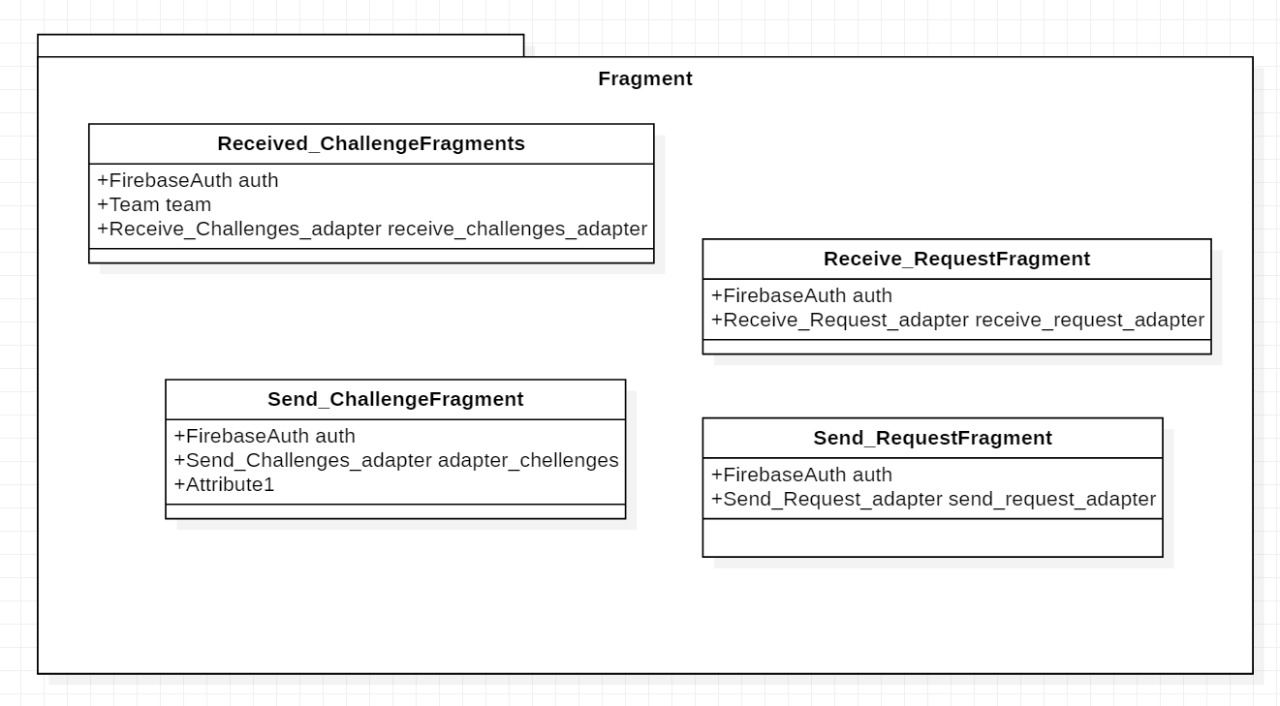 Fragment
Received_ChallengeFragments
+FirebaseAuth auth
+Team team
+Receive_Challenges_adapter receive_challenges_adapter
Receive_RequestFragment
+FirebaseAuth auth
+Receive_Request_adapter receive_request_adapter
Send_ChallengeFragment
+FirebaseAuth auth
+Send_Challenges_adapter adapter_chellenges
+Attribute1
Send_RequestFragment
+FirebaseAuth auth
+Send_Request_adapter send_request_adapter